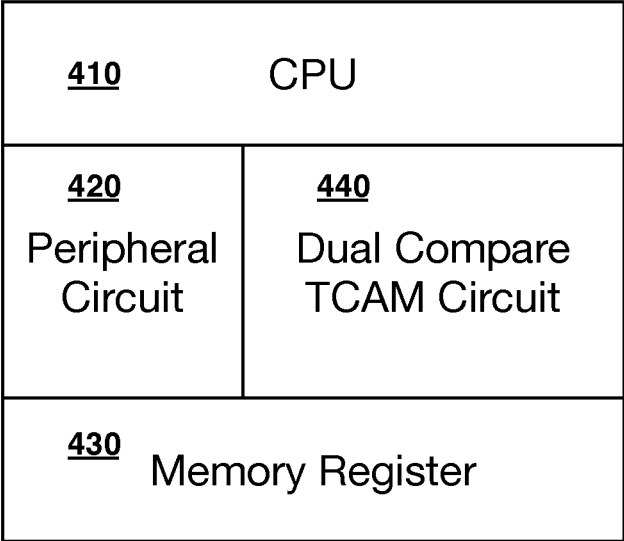 410 CPU
420
Peripheral
Circuit
440
Dual Compare
TCAM Circuit
430
Memory Register